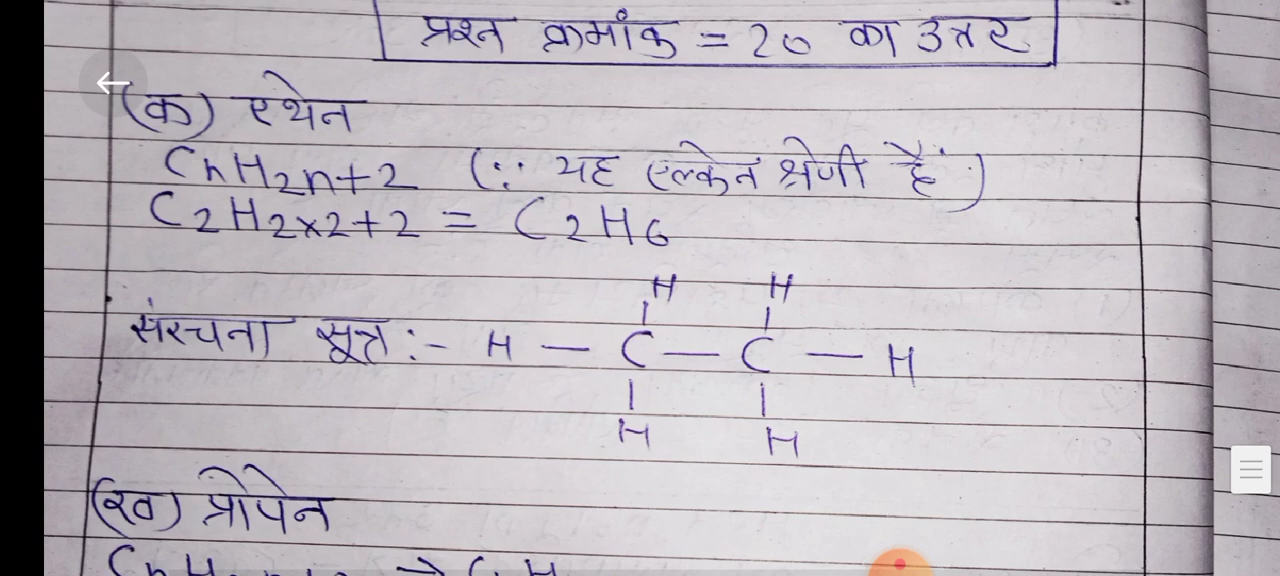 प्रश्न क्रमांक = 20 का उत्तर
(क) एथेन
CnH2n+2 (∵ यह एल्केन श्रेणी हैं)
C2H2×2+2 = C2H6
H H
संरचना सूत्र :- H — C — C — H
H H
(ख) प्रोपेन